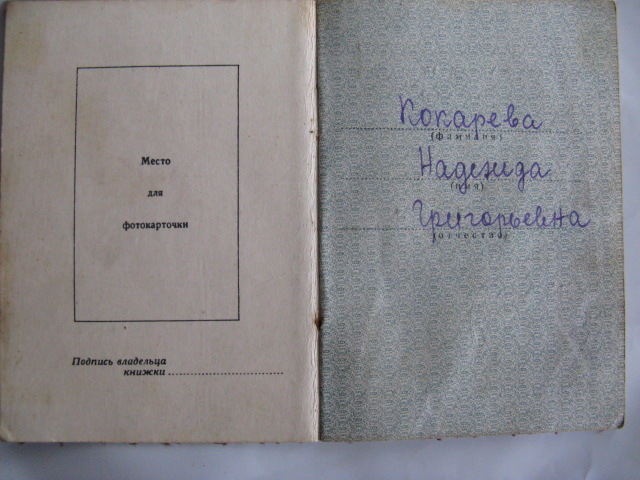 Место
для
фотокарточки
Подпись владельца
книжки
Кокарева
(фамилия)
Надежда
(имя)
Григорьевна
(отчество)